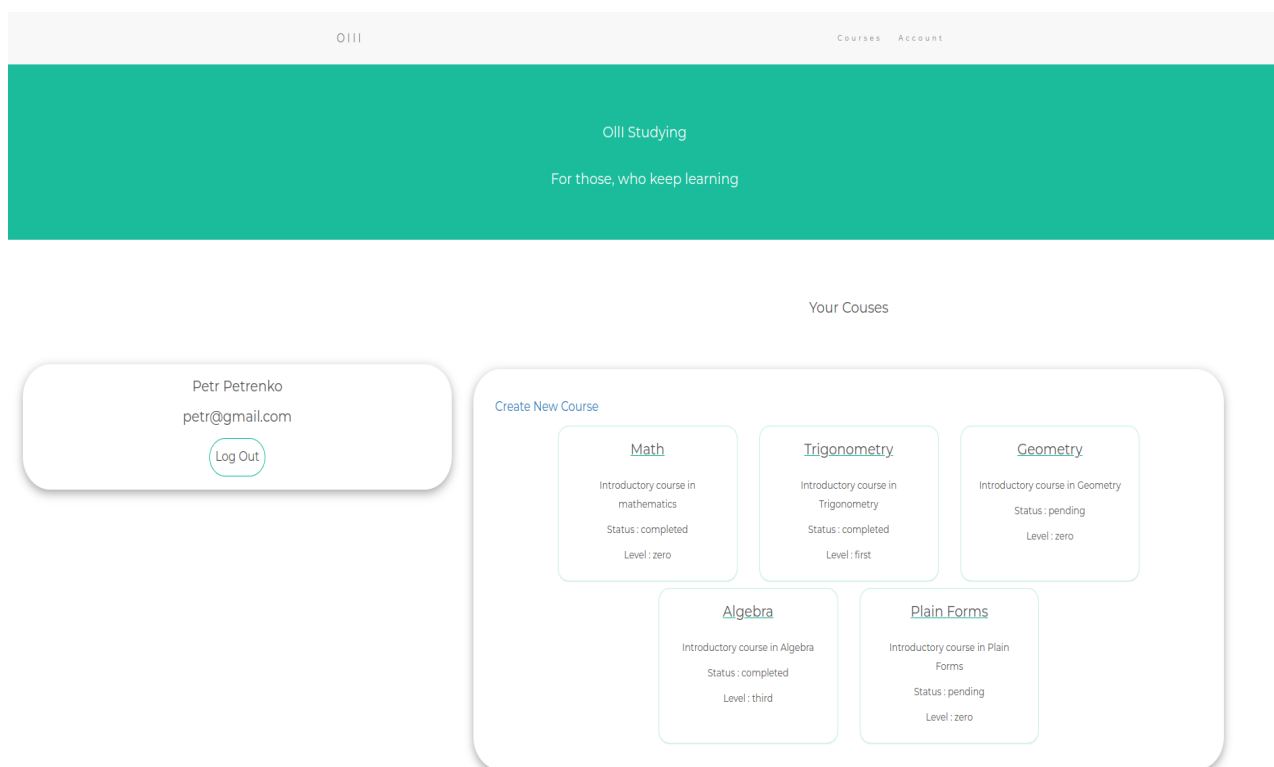 OlII
Courses Account
OlII Studying
For those, who keep learning
Your Couses
Petr Petrenko
petr@gmail.com
Log Out
Create New Course
Math
Introductory course in
mathematics
Status : completed
Level : zero
Trigonometry
Introductory course in
Trigonometry
Status : completed
Level : first
Geometry
Introductory course in Geometry
Status : pending
Level : zero
Algebra
Introductory course in Algebra
Status : completed
Level : third
Plain Forms
Introductory course in Plain
Forms
Status : pending
Level : zero